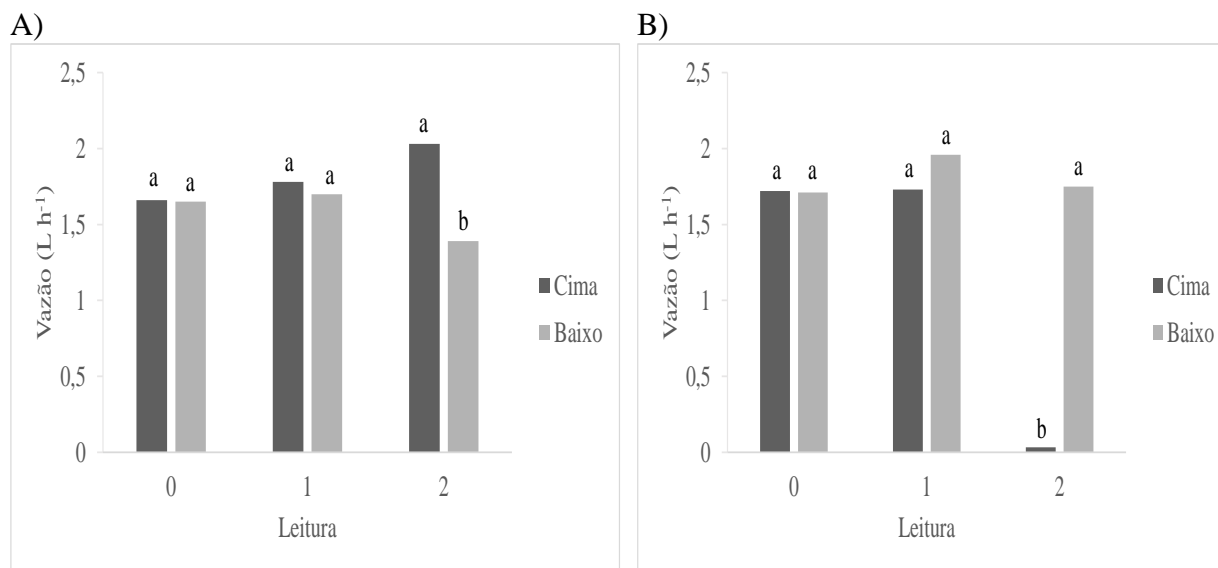 A)
2,5
2
1,5
1
0,5
0
Vazão (L h-1)
a a
a a
a
b
0 1 2
Leitura
Cima
Baixo
B)
2,5
2
1,5
1
0,5
0
Vazão (L h-1)
a a
a a
b
a
0 1 2
Leitura
Cima
Baixo